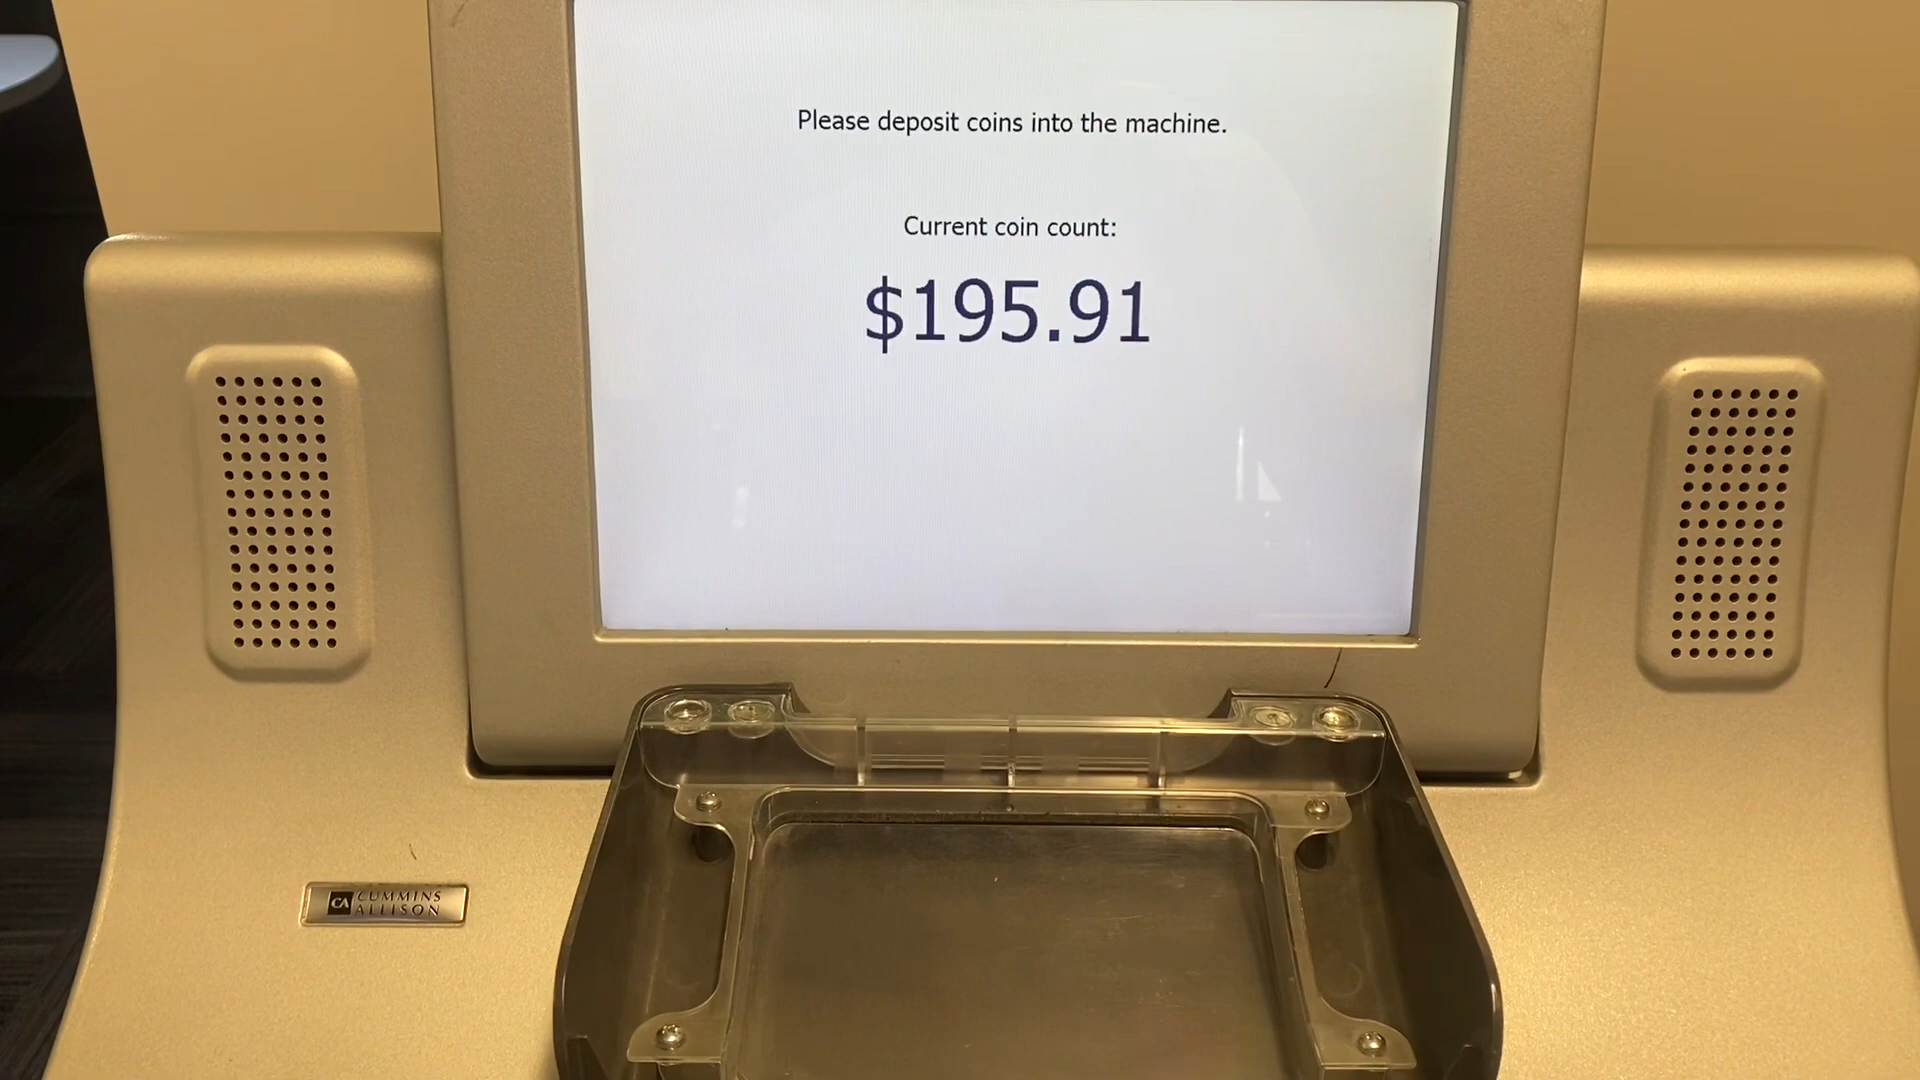 Please deposit coins into the machine.
Current coin count:
$195.91
CA CUMMINS
ALLISON